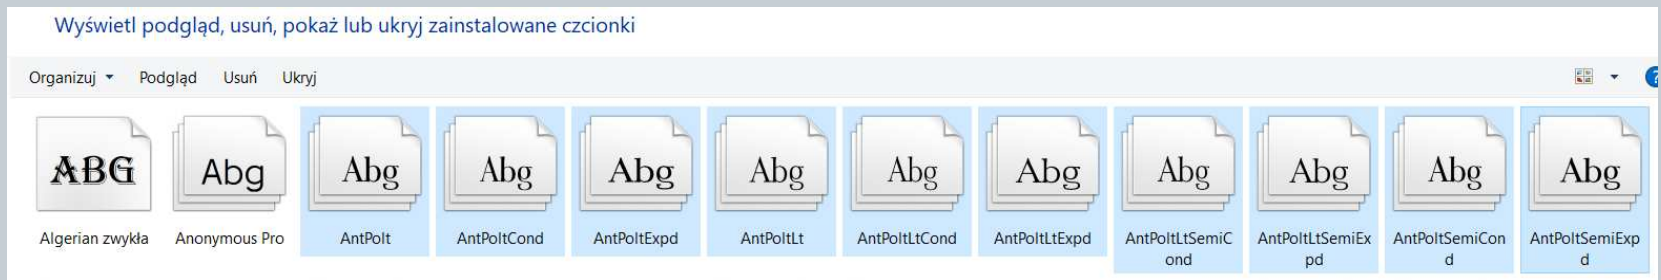 Wyświetl podgląd, usuń, pokaż lub ukryj zainstalowane czcionki
Organizuj Podgląd Usuń Ukryj ?
ABG Abg Abg Abg Abg Abg Abg Abg Abg Abg Abg Abg
Algerian zwykła Anonymous Pro AntPolt AntPoltCond AntPoltExpd AntPoltLt AntPoltLtCond AntPoltLtExpd AntPoltLtSemiC AntPoltLtSemiEx AntPoltSemiCon AntPoltSemiExp
ond pd d d